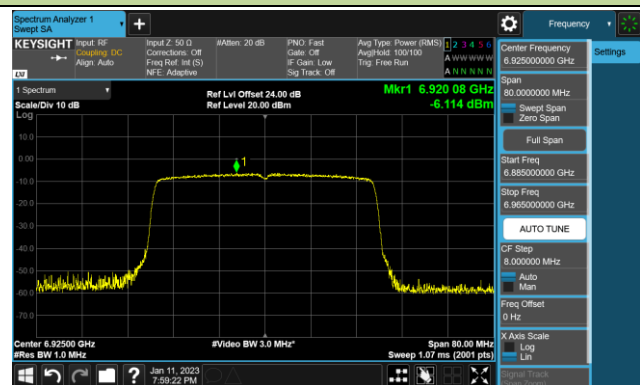 Spectrum Analyzer 1
Swept SA
Frequency
KEYSIGHT
Input: RF
Coupling: DC
Align: Auto
Input Z: 50 Ω
Corrections: Off
Freq Ref: Int (S)
NFE: Adaptive
#Atten: 20 dB
PNO: Fast
Gate: Off
IF Gain: Low
Sig Track: Off
Avg Type: Power (RMS)
Avg|Hold: 100/100
Trig: Free Run
1 2 3 4 5 6
A W W W W W
A N N N N N
LXI
1 Spectrum
Scale/Div 10 dB
Log
Ref Lvl Offset 24.00 dB
Ref Level 20.00 dBm
Mkr1 6.920 08 GHz
-6.114 dBm
10.0
0.00
-10.0
-20.0
-30.0
-40.0
-50.0
-60.0
-70.0
1
Center 6.92500 GHz
#Res BW 1.0 MHz
#Video BW 3.0 MHz*
Span 80.00 MHz
Sweep 1.07 ms (2001 pts)
Jan 11, 2023
7:59:22 PM
Center Frequency
6.925000000 GHz
Span
80.0000000 MHz
Swept Span
Zero Span
Full Span
Start Freq
6.885000000 GHz
Stop Freq
6.965000000 GHz
AUTO TUNE
CF Step
8.000000 MHz
Auto
Man
Freq Offset
0 Hz
X Axis Scale
Log
Lin
Signal Track
Settings